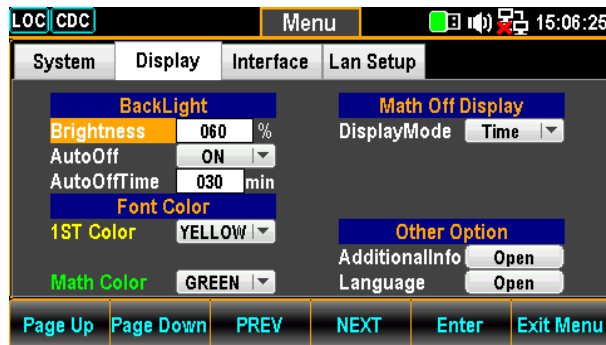 LOC CDC Menu 15:06:25
System Display Interface Lan Setup
BackLight
Brightness 060 %
AutoOff ON
AutoOffTime 030 min
Font Color
1ST Color YELLOW
Math Color GREEN
Math Off Display
DisplayMode Time
Other Option
AdditionalInfo Open
Language Open
Page Up Page Down PREV NEXT Enter Exit Menu